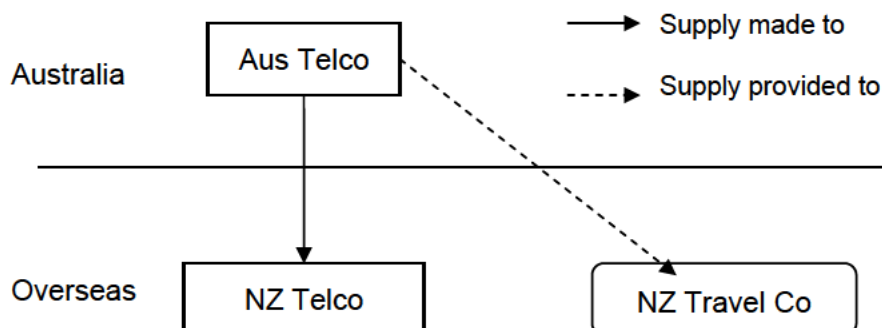 Supply made to
Aus Telco
Australia
Supply provided to
Overseas
NZ Telco
NZ Travel Co